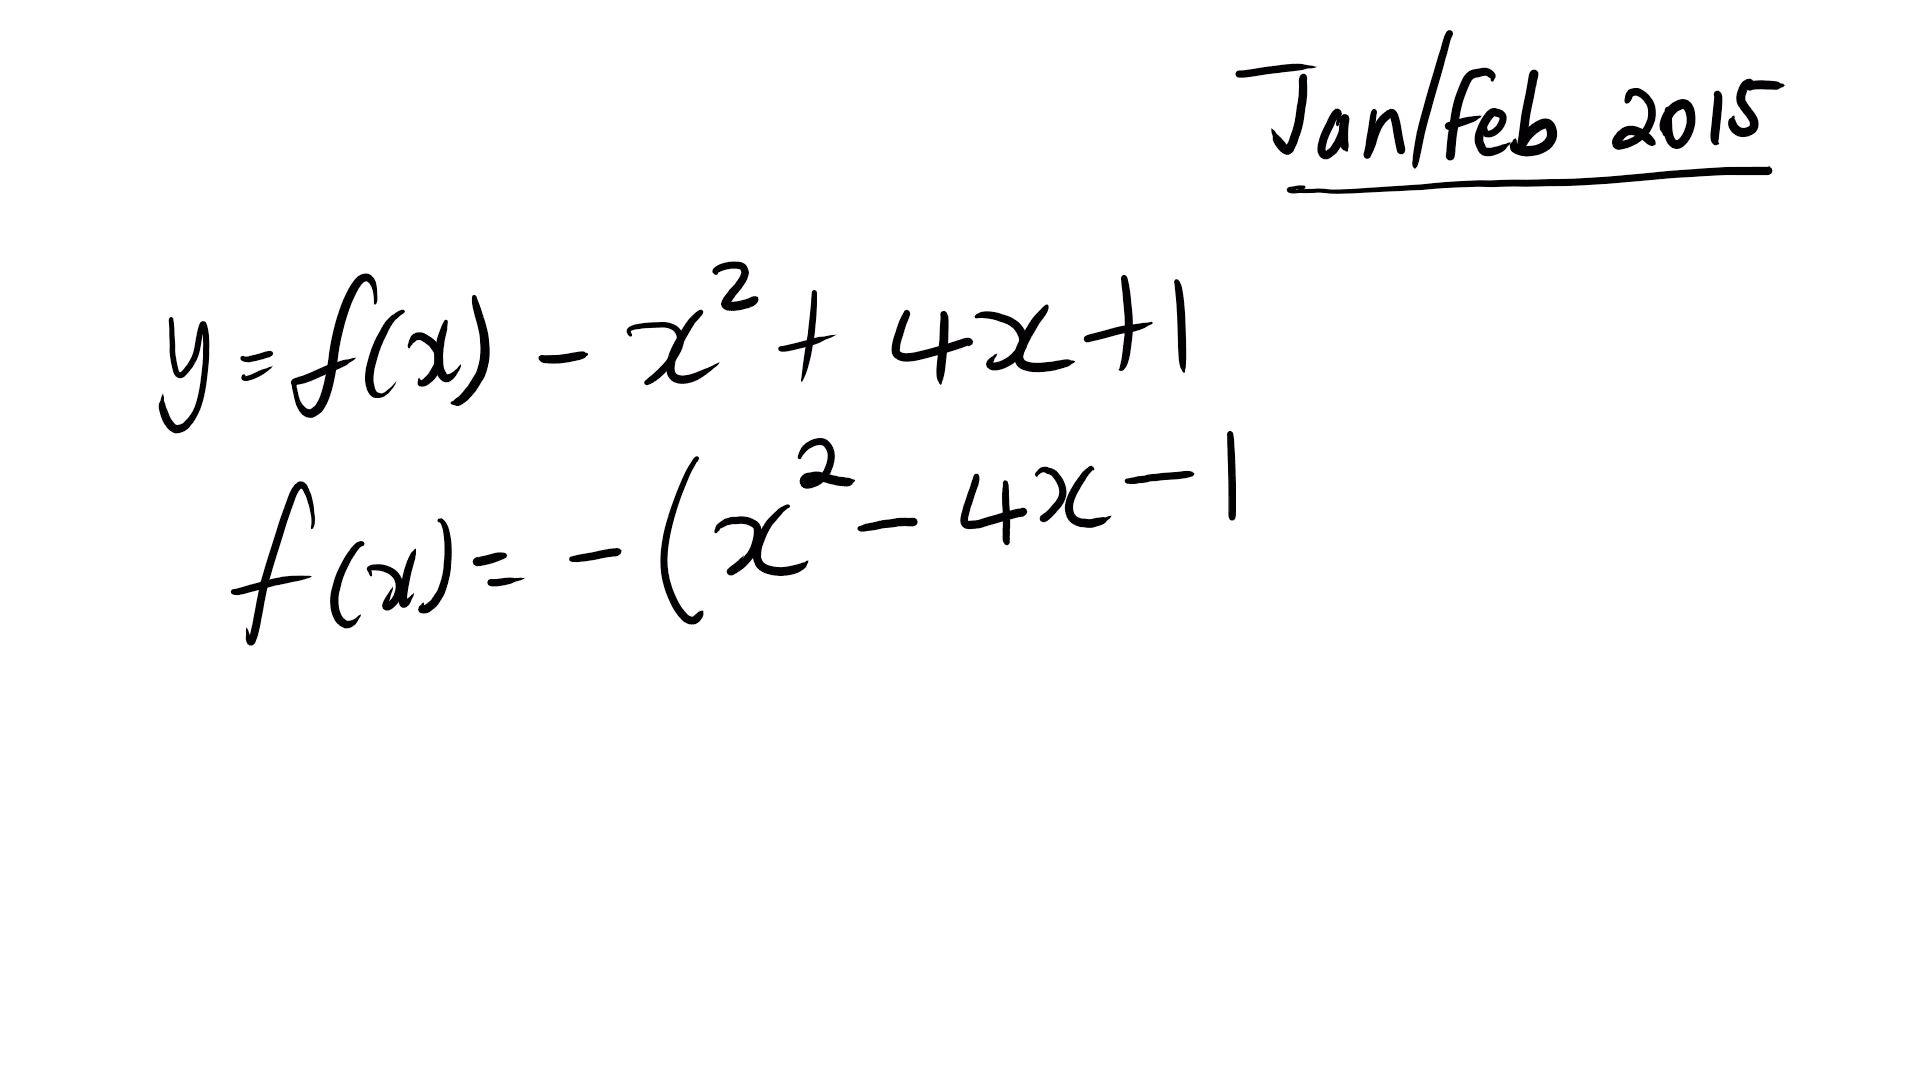 Jan/Feb 2015
y = f(x) - x² + 4x + 1
f(x) = - (x² - 4x - 1